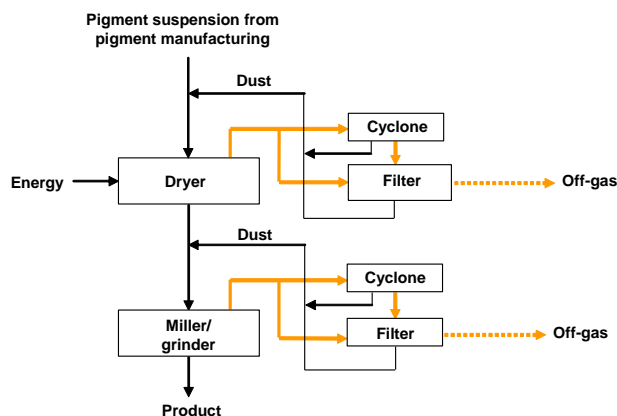 Pigment suspension from
pigment manufacturing
Dust
Cyclone
Energy
Dryer
Filter
Off-gas
Dust
Cyclone
Miller/
grinder
Filter
Off-gas
Product